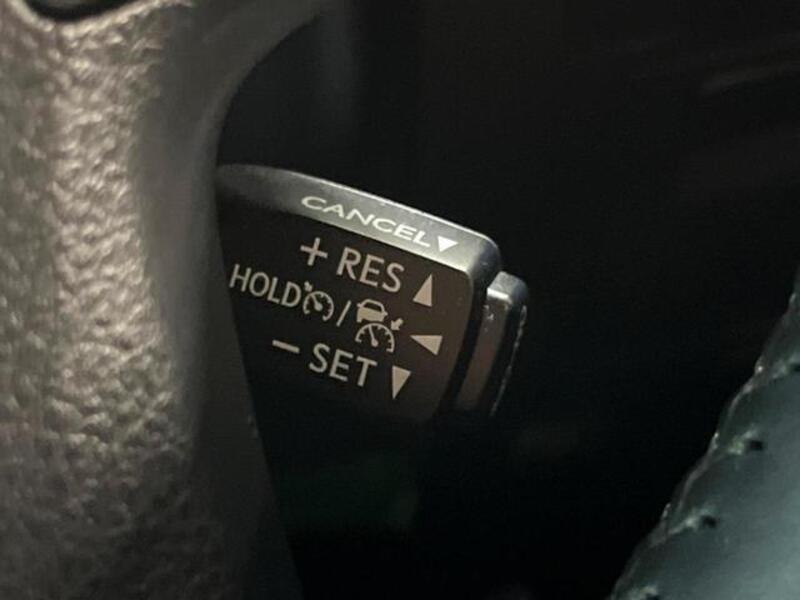 CANCEL▼
+ RES ▲
HOLD / ◀
− SET ▼